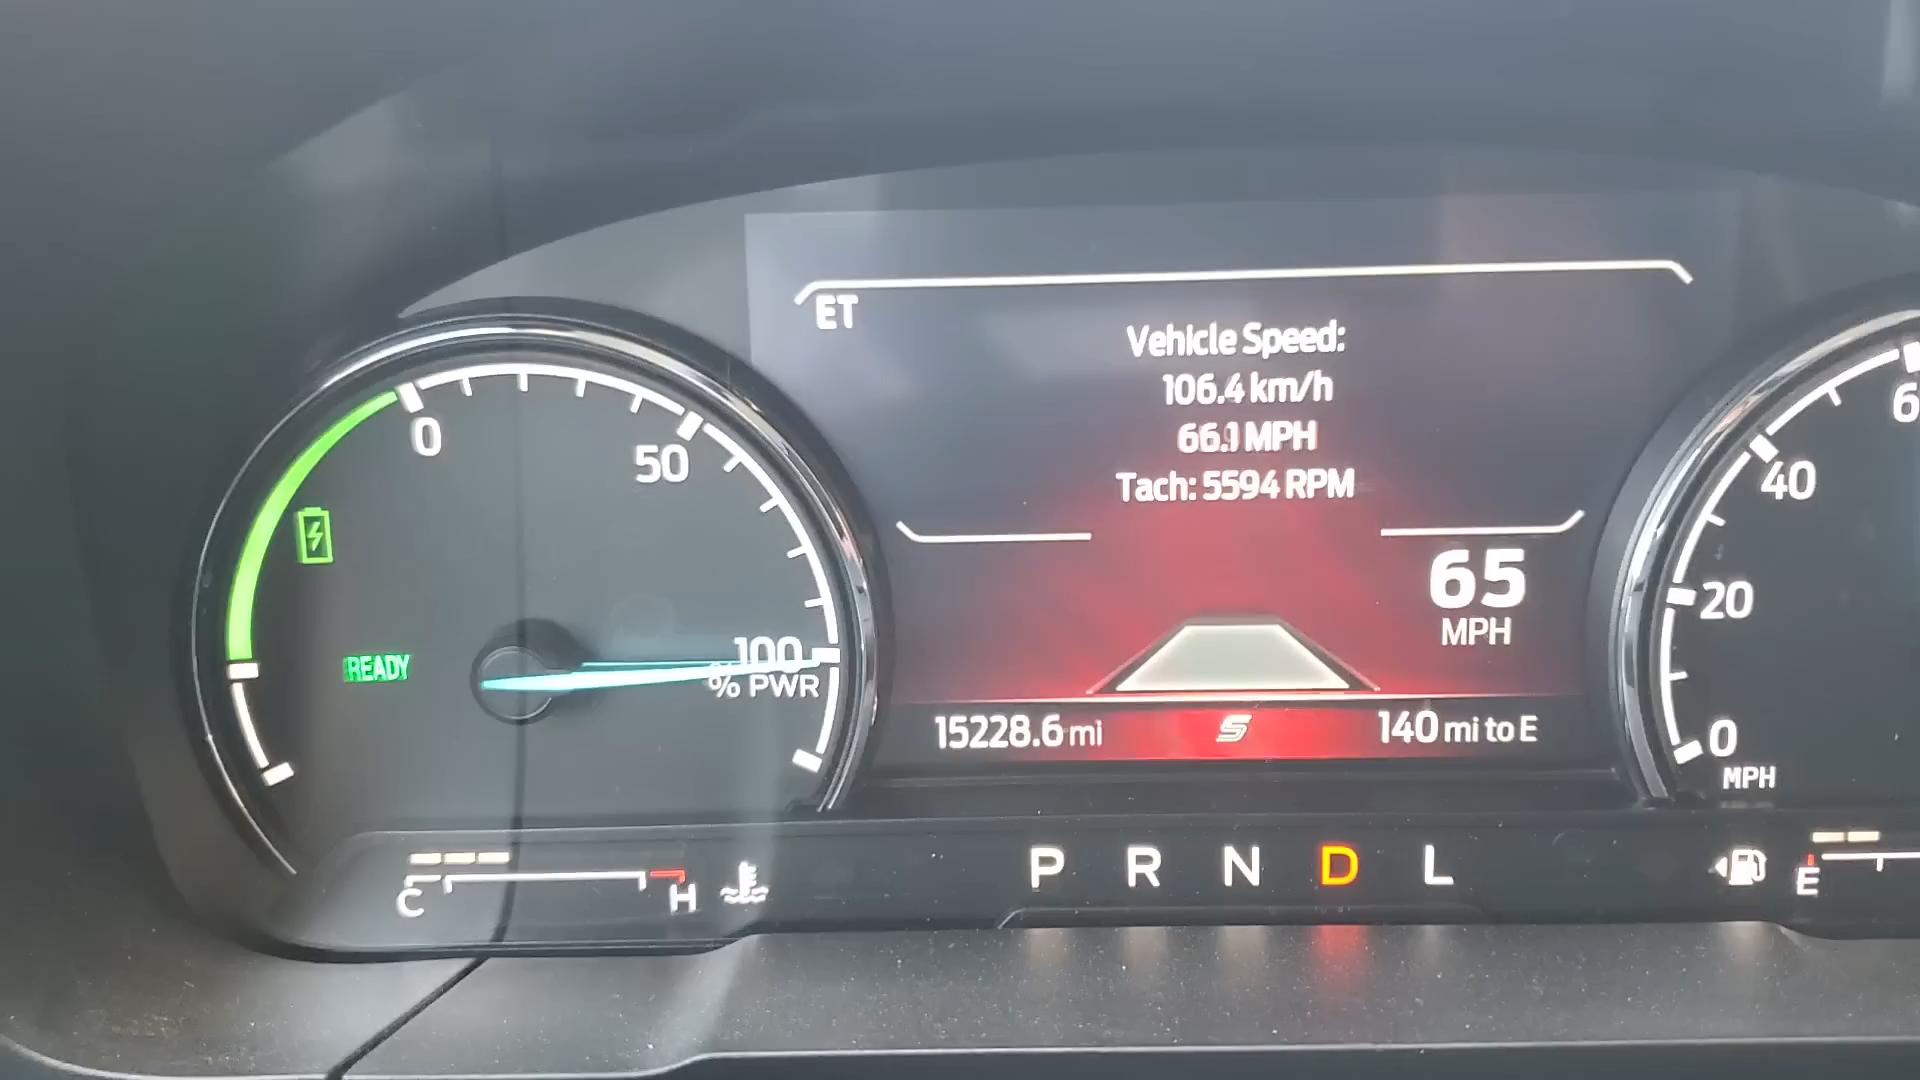 ET
Vehicle Speed:
106.4 km/h
66.1 MPH
Tach: 5594 RPM
0
50
100
% PWR
READY
65
MPH
15228.6 mi
S
140 mi to E
6
40
20
0
MPH
C
H
P R N D L
E